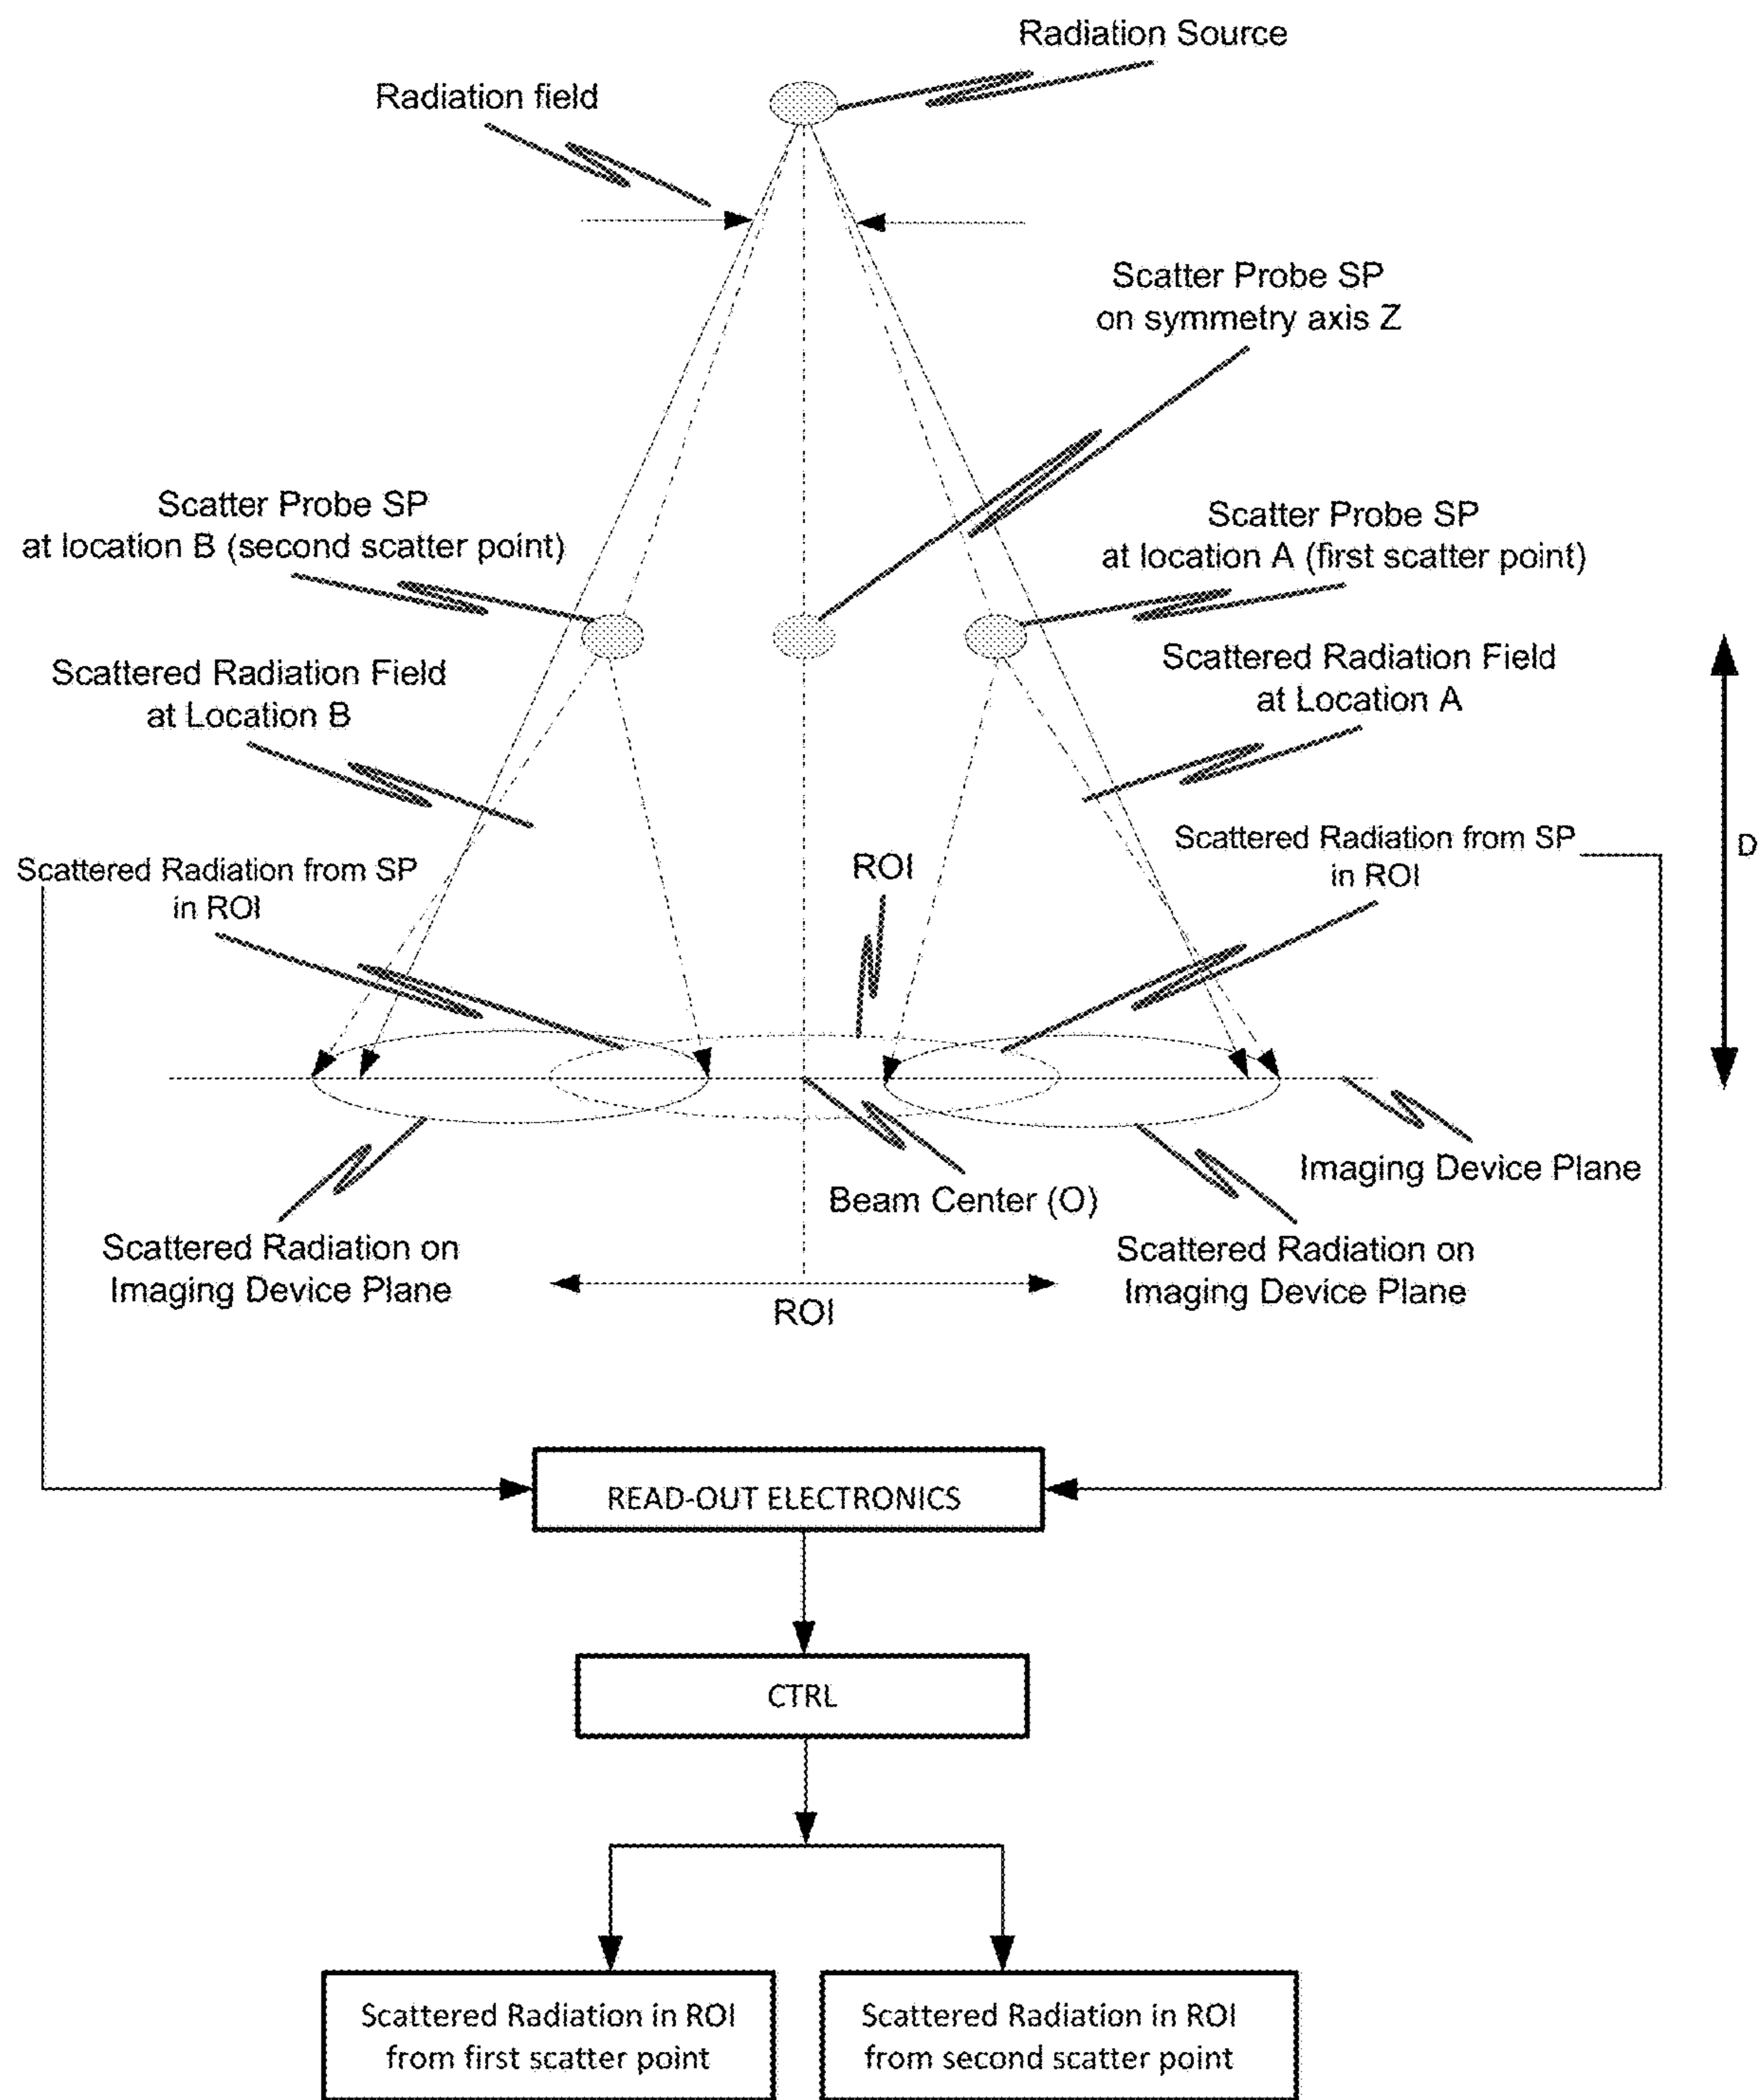 Radiation Source
Radiation field
Scatter Probe SP
on symmetry axis Z
Scatter Probe SP
at location B (second scatter point)
Scatter Probe SP
at location A (first scatter point)
Scattered Radiation Field
at Location B
Scattered Radiation Field
at Location A
D
Scattered Radiation from SP
in ROI
ROI
Scattered Radiation from SP
in ROI
Imaging Device Plane
Beam Center (O)
Scattered Radiation on
Imaging Device Plane
Scattered Radiation on
Imaging Device Plane
ROI
READ-OUT ELECTRONICS
CTRL
Scattered Radiation in ROI
from first scatter point
Scattered Radiation in ROI
from second scatter point